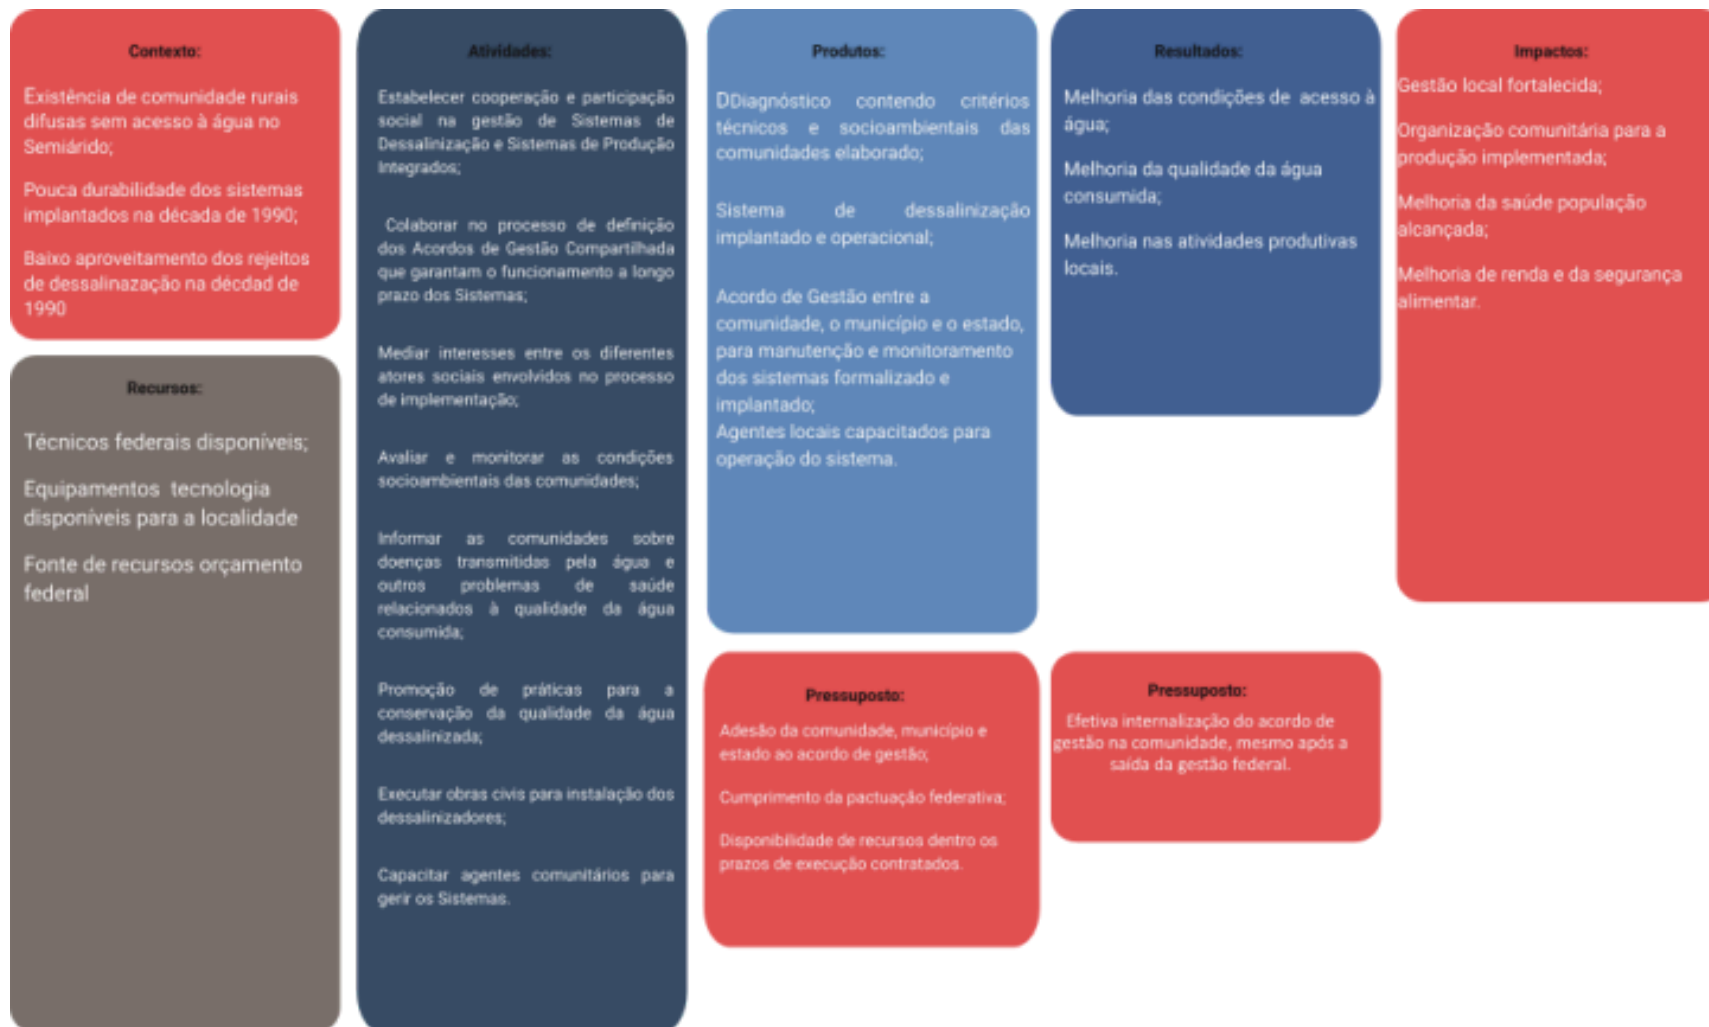 Contexto:
Existência de comunidade rurais
difusas sem acesso à água no
Semiárido;
Pouca durabilidade dos sistemas
implantados na década de 1990;
Baixo aproveitamento dos rejeitos
de dessalinazação na décdad de
1990
Recursos:
Técnicos federais disponíveis;
Equipamentos tecnologia
disponíveis para a localidade
Fonte de recursos orçamento
federal
Atividades:
Estabelecer cooperação e participação
social na gestão de Sistemas de
Dessalinização e Sistemas de Produção
Integrados;
Colaborar no processo de definição
dos Acordos de Gestão Compartilhada
que garantam o funcionamento a longo
prazo dos Sistemas;
Mediar interesses entre os diferentes
atores sociais envolvidos no processo
de implementação;
Avaliar e monitorar as condições
socioambientais das comunidades;
Informar as comunidades sobre
doenças transmitidas pela água e
outros problemas de saúde
relacionados à qualidade da água
consumida;
Promoção de práticas para a
conservação da qualidade da água
dessalinizada;
Executar obras civis para instalação dos
dessalinizadores;
Capacitar agentes comunitários para
gerir os Sistemas.
Produtos:
DDiagnóstico contendo critérios
técnicos e socioambientais das
comunidades elaborado;
Sistema de dessalinização
implantado e operacional;
Acordo de Gestão entre a
comunidade, o município e o estado,
para manutenção e monitoramento
dos sistemas formalizado e
implantado;
Agentes locais capacitados para
operação do sistema.
Pressuposto:
Adesão da comunidade, município e
estado ao acordo de gestão;
Cumprimento da pactuação federativa;
Disponibilidade de recursos dentro os
prazos de execução contratados.
Resultados:
Melhoria das condições de acesso à
água;
Melhoria da qualidade da água
consumida;
Melhoria nas atividades produtivas
locais.
Pressuposto:
Efetiva internalização do acordo de
gestão na comunidade, mesmo após a
saída da gestão federal.
Impactos:
Gestão local fortalecida;
Organização comunitária para a
produção implementada;
Melhoria da saúde população
alcançada;
Melhoria de renda e da segurança
alimentar.